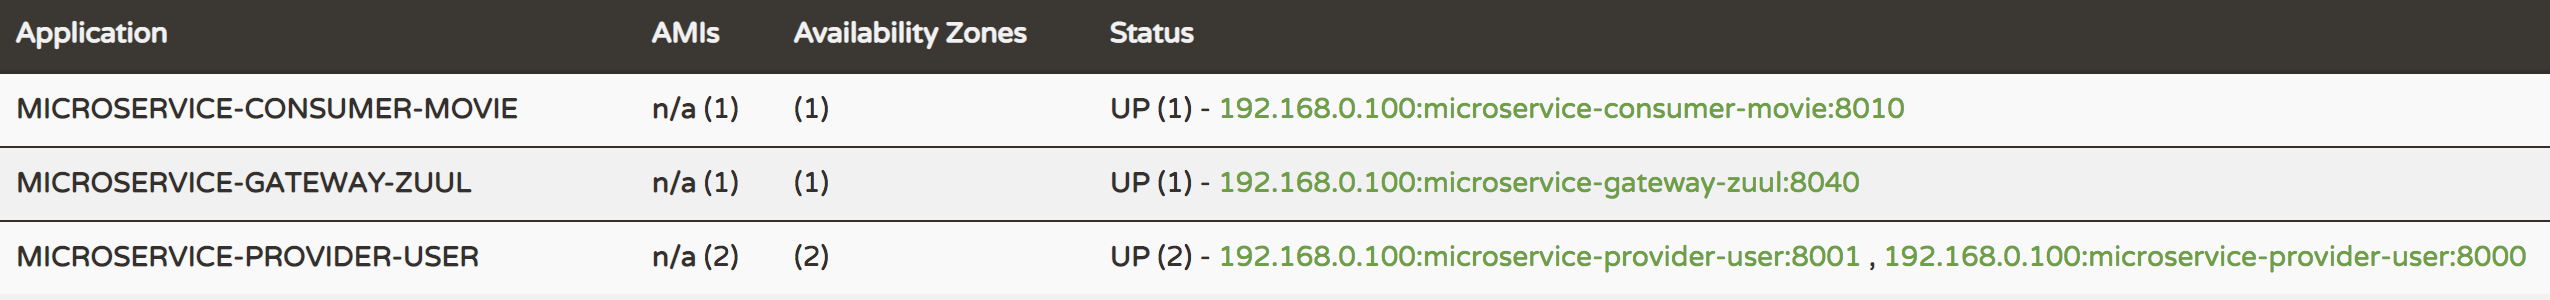 Application AMIs Availability Zones Status
MICROSERVICE-CONSUMER-MOVIE n/a (1) (1) UP (1) - 192.168.0.100:microservice-consumer-movie:8010
MICROSERVICE-GATEWAY-ZUUL n/a (1) (1) UP (1) - 192.168.0.100:microservice-gateway-zuul:8040
MICROSERVICE-PROVIDER-USER n/a (2) (2) UP (2) - 192.168.0.100:microservice-provider-user:8001 , 192.168.0.100:microservice-provider-user:8000